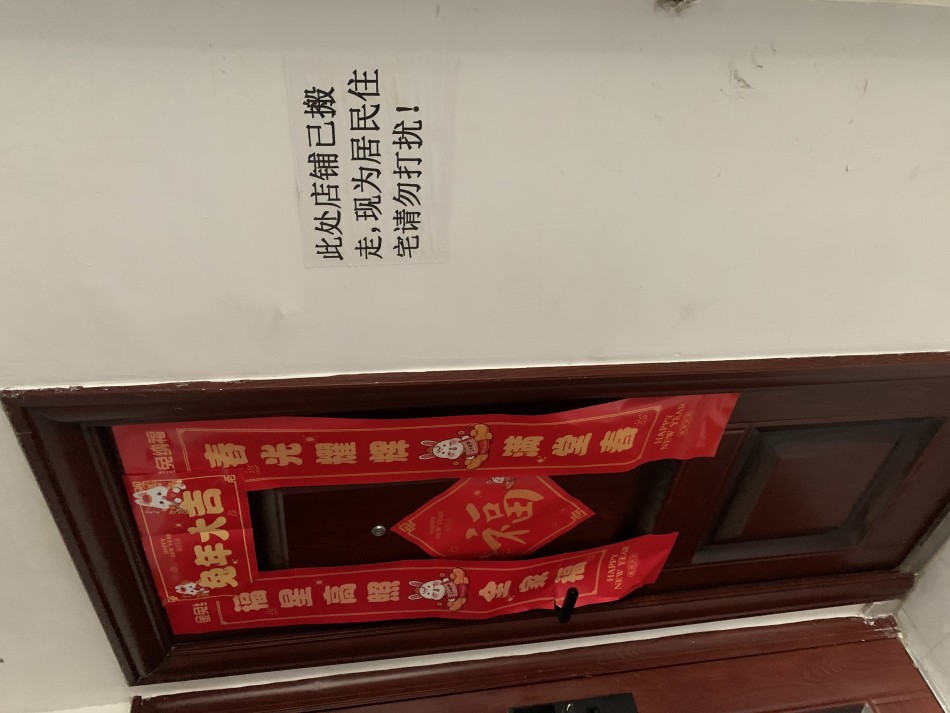 此处店铺已搬
走,现为居民住
宅请勿打扰!
兔年大吉
春光耀辉 满堂春
HAPPY
NEW YEAR
福
福星高照 全家福
HAPPY
NEW YEAR